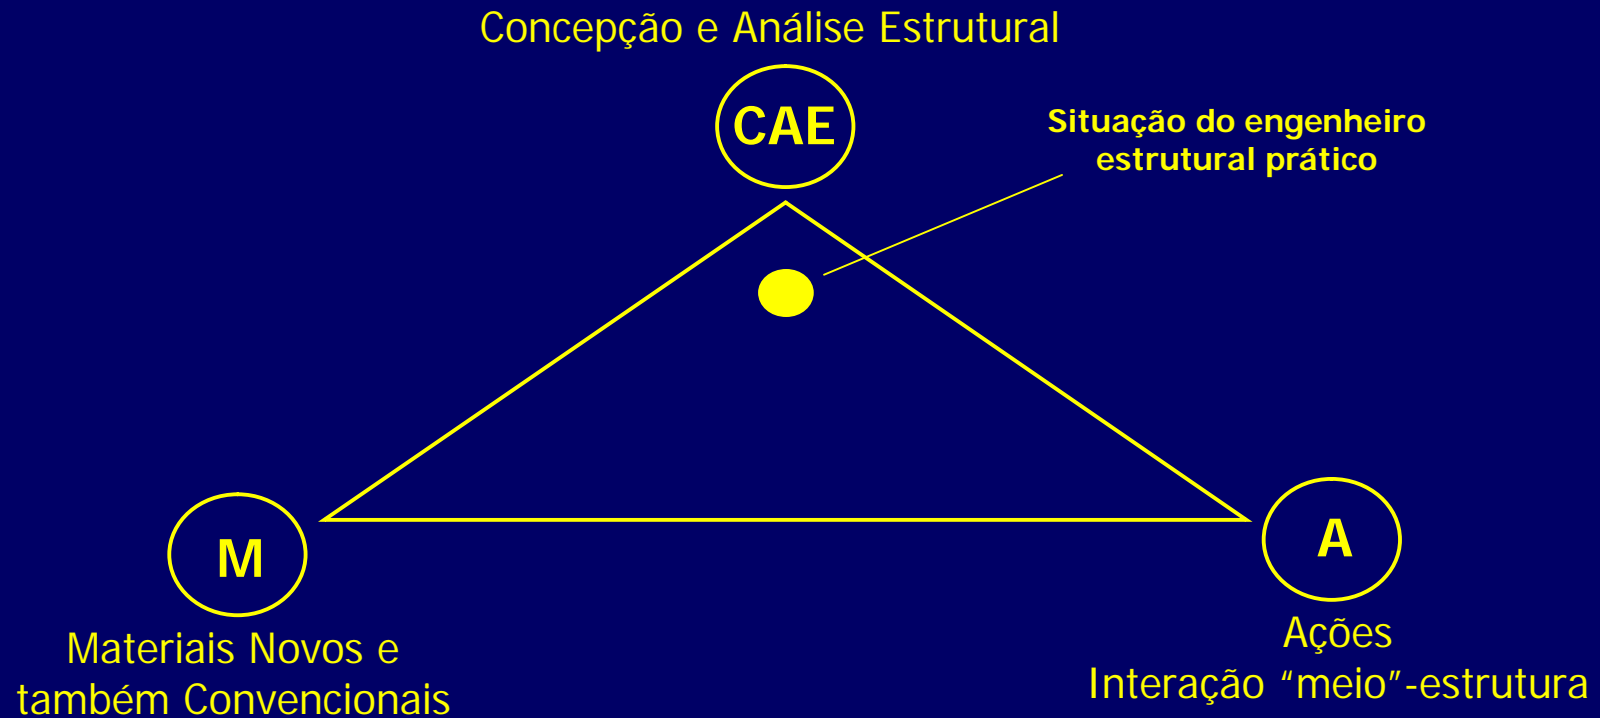 Concepção e Análise Estrutural
CAE
Situação do engenheiro
estrutural prático
M
A
Materiais Novos e
também Convencionais
Ações
Interação “meio”-estrutura